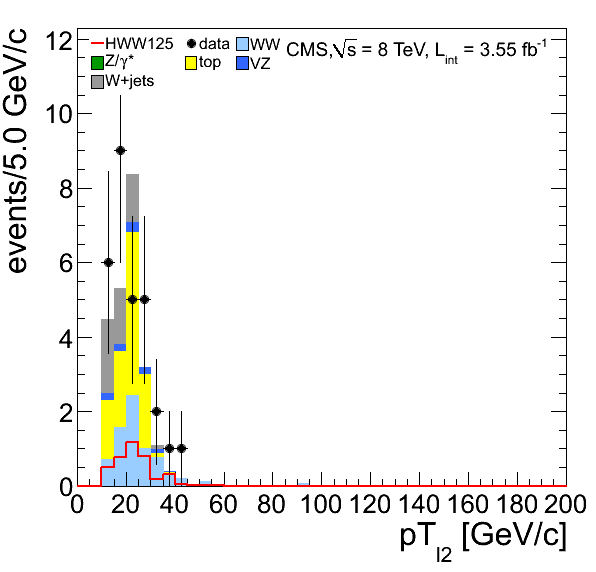 events/5.0 GeV/c
12
10
8
6
4
2
0
HWW125 data WW
Z/γ* top VZ
W+jets
CMS,√s = 8 TeV, L_int = 3.55 fb⁻¹
0 20 40 60 80 100 120 140 160 180 200
pT_l2 [GeV/c]